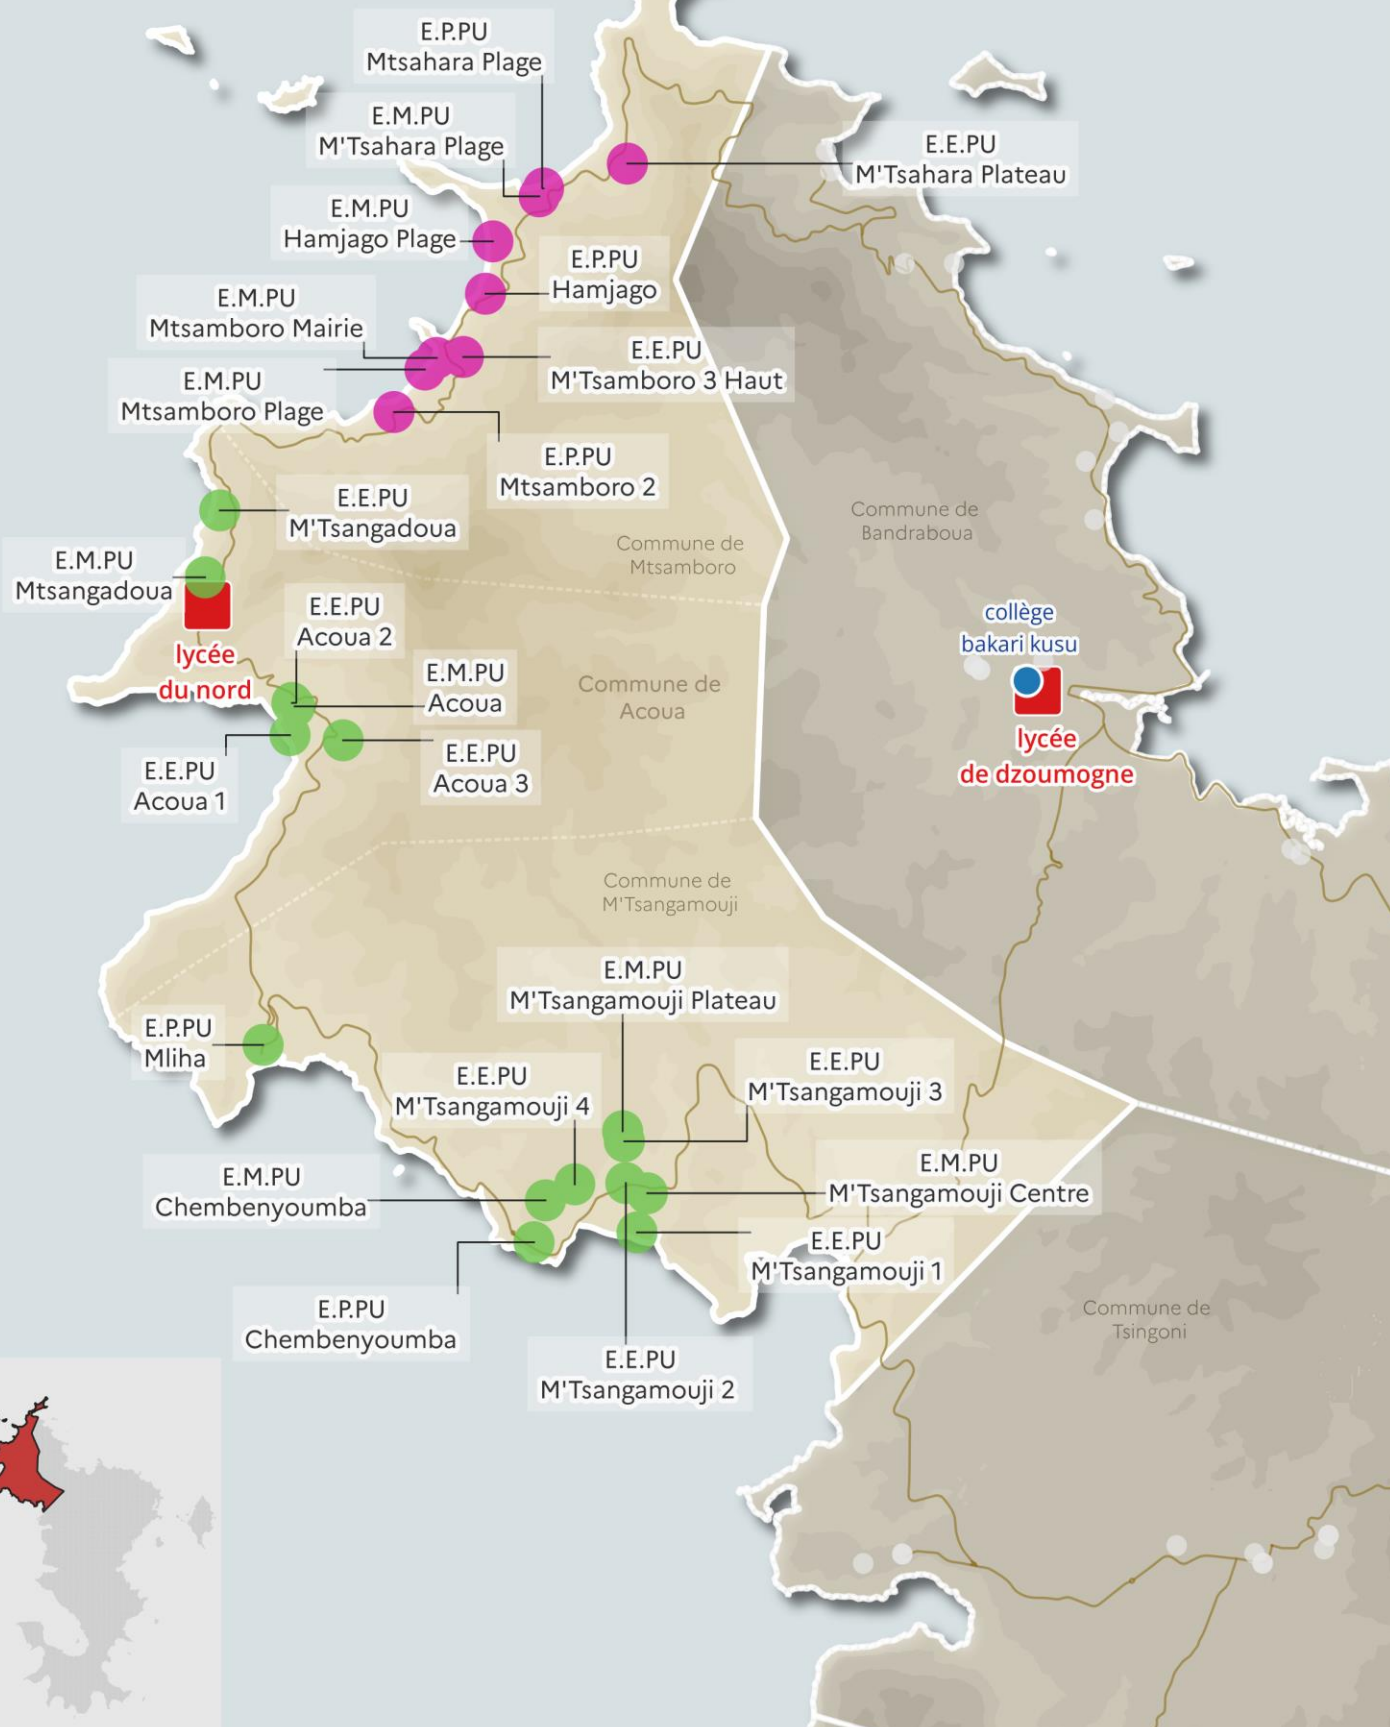 E.P.PU
Mtsahara Plage
E.M.PU
M'Tsahara Plage
E.E.PU
M'Tsahara Plateau
E.M.PU
Hamjago Plage
E.P.PU
Hamjago
E.M.PU
Mtsamboro Mairie
E.E.PU
M'Tsamboro 3 Haut
E.M.PU
Mtsamboro Plage
E.P.PU
Mtsamboro 2
E.E.PU
M'Tsangadoua
Commune de
Bandraboua
Commune de
Mtsamboro
E.M.PU
Mtsangadoua
E.E.PU
Acoua 2
collège
bakari kusu
lycée
du nord
E.M.PU
Acoua
Commune de
Acoua
lycée
de dzoumogne
E.E.PU
Acoua 3
E.E.PU
Acoua 1
Commune de
M'Tsangamouji
E.M.PU
M'Tsangamouji Plateau
E.P.PU
Mliha
E.E.PU
M'Tsangamouji 4
E.E.PU
M'Tsangamouji 3
E.M.PU
Chembenyoumba
E.M.PU
M'Tsangamouji Centre
E.E.PU
M'Tsangamouji 1
E.P.PU
Chembenyoumba
Commune de
Tsingoni
E.E.PU
M'Tsangamouji 2